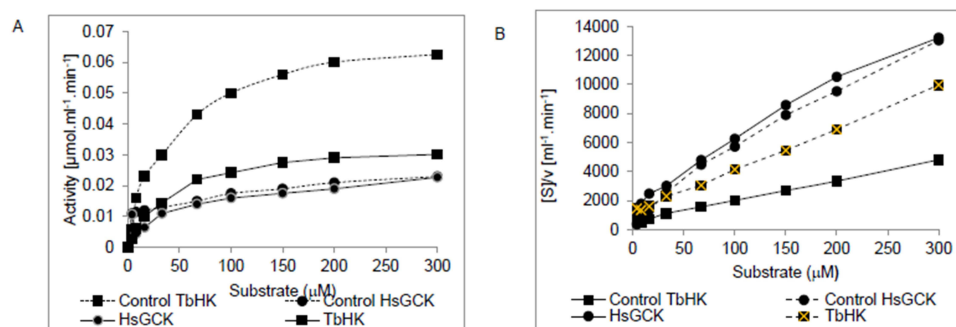 A
Activity [µmol.ml⁻¹.min⁻¹]
0.07
0.06
0.05
0.04
0.03
0.02
0.01
0
0 50 100 150 200 250 300
Substrate (µM)
Control TbHK Control HsGCK
HsGCK TbHK
B
[S]/v [ml⁻¹.min⁻¹]
14000
12000
10000
8000
6000
4000
2000
0
0 50 100 150 200 250 300
Substrate (µM)
Control TbHK Control HsGCK
HsGCK TbHK